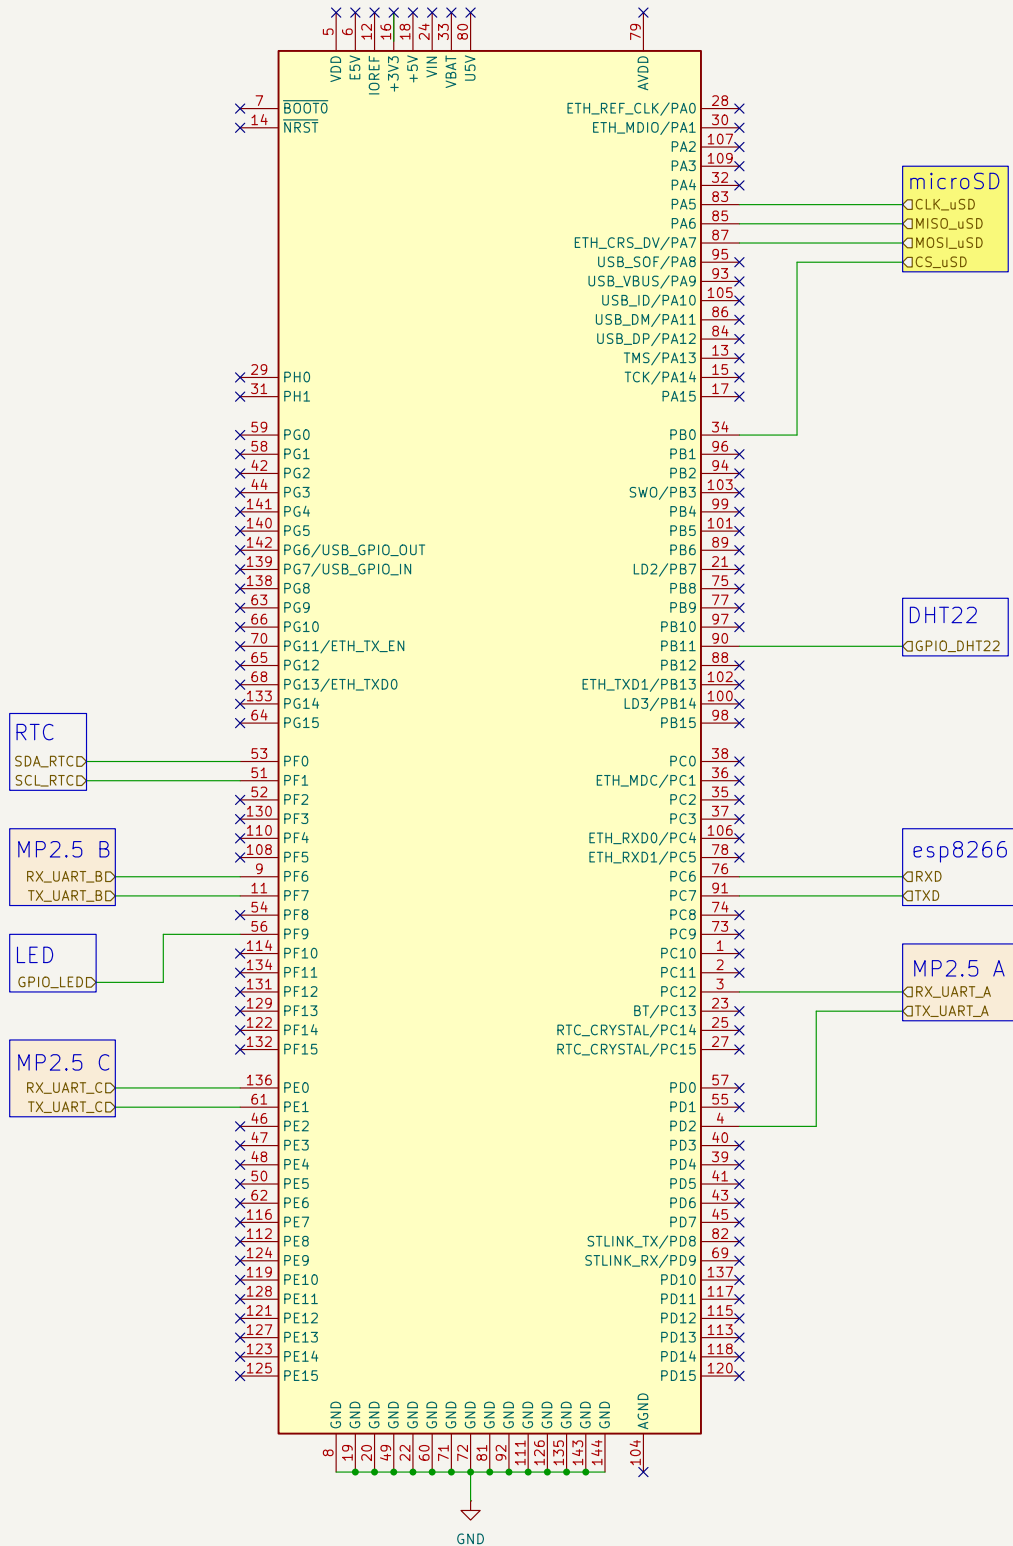 5 6 12 16 18 24 33 80 79
VDD E5V IOREF +3V3 +5V VIN VBAT U5V AVDD
7 BOOT0 ETH_REF_CLK/PA0 28
14 NRST ETH_MDIO/PA1 30
PA2 107
PA3 109
PA4 32
microSD
PA5 83 CLK_uSD
PA6 85 MISO_uSD
ETH_CRS_DV/PA7 87 MOSI_uSD
USB_SOF/PA8 95 CS_uSD
USB_VBUS/PA9 93
USB_ID/PA10 105
USB_DM/PA11 86
USB_DP/PA12 84
TMS/PA13 13
29 PH0 TCK/PA14 15
31 PH1 PA15 17
59 PG0 PB0 34
58 PG1 PB1 96
42 PG2 PB2 94
44 PG3 SWO/PB3 103
141 PG4 PB4 99
140 PG5 PB5 101
142 PG6/USB_GPIO_OUT PB6 89
139 PG7/USB_GPIO_IN LD2/PB7 21
138 PG8 PB8 75
63 PG9 PB9 77
DHT22
66 PG10 PB10 97
70 PG11/ETH_TX_EN PB11 90 GPIO_DHT22
65 PG12 PB12 88
68 PG13/ETH_TXD0 ETH_TXD1/PB13 102
133 PG14 LD3/PB14 100
64 PG15 PB15 98
RTC
SDA_RTC 53 PF0 PC0 38
SCL_RTC 51 PF1 ETH_MDC/PC1 36
52 PF2 PC2 35
130 PF3 PC3 37
110 PF4 ETH_RXD0/PC4 106
MP2.5 B esp8266
108 PF5 ETH_RXD1/PC5 78
RX_UART_B 9 PF6 PC6 76 RXD
TX_UART_B 11 PF7 PC7 91 TXD
54 PF8 PC8 74
56 PF9 PC9 73
LED
114 PF10 PC10 1
MP2.5 A
134 PF11 PC11 2
GPIO_LED
131 PF12 PC12 3 RX_UART_A
129 PF13 BT/PC13 23 TX_UART_A
122 PF14 RTC_CRYSTAL/PC14 25
132 PF15 RTC_CRYSTAL/PC15 27
MP2.5 C
RX_UART_C 136 PE0 PD0 57
TX_UART_C 61 PE1 PD1 55
46 PE2 PD2 4
47 PE3 PD3 40
48 PE4 PD4 39
50 PE5 PD5 41
62 PE6 PD6 43
116 PE7 PD7 45
112 PE8 STLINK_TX/PD8 82
124 PE9 STLINK_RX/PD9 69
119 PE10 PD10 137
128 PE11 PD11 117
121 PE12 PD12 115
127 PE13 PD13 113
123 PE14 PD14 118
125 PE15 PD15 120
GND GND GND GND GND GND GND GND GND GND GND GND GND GND GND AGND
8 19 20 49 22 60 71 72 81 92 111 126 135 143 144 104
GND